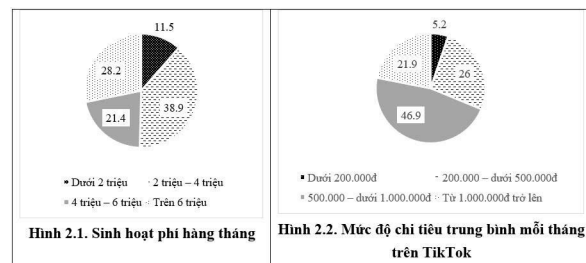 11.5
28.2
38.9
21.4
Dưới 2 triệu
2 triệu – 4 triệu
4 triệu – 6 triệu
Trên 6 triệu
Hình 2.1. Sinh hoạt phí hàng tháng
5.2
21.9
26
46.9
Dưới 200.000đ
200.000 – dưới 500.000đ
500.000 – dưới 1.000.000đ
Từ 1.000.000đ trở lên
Hình 2.2. Mức độ chi tiêu trung bình mỗi tháng
trên TikTok